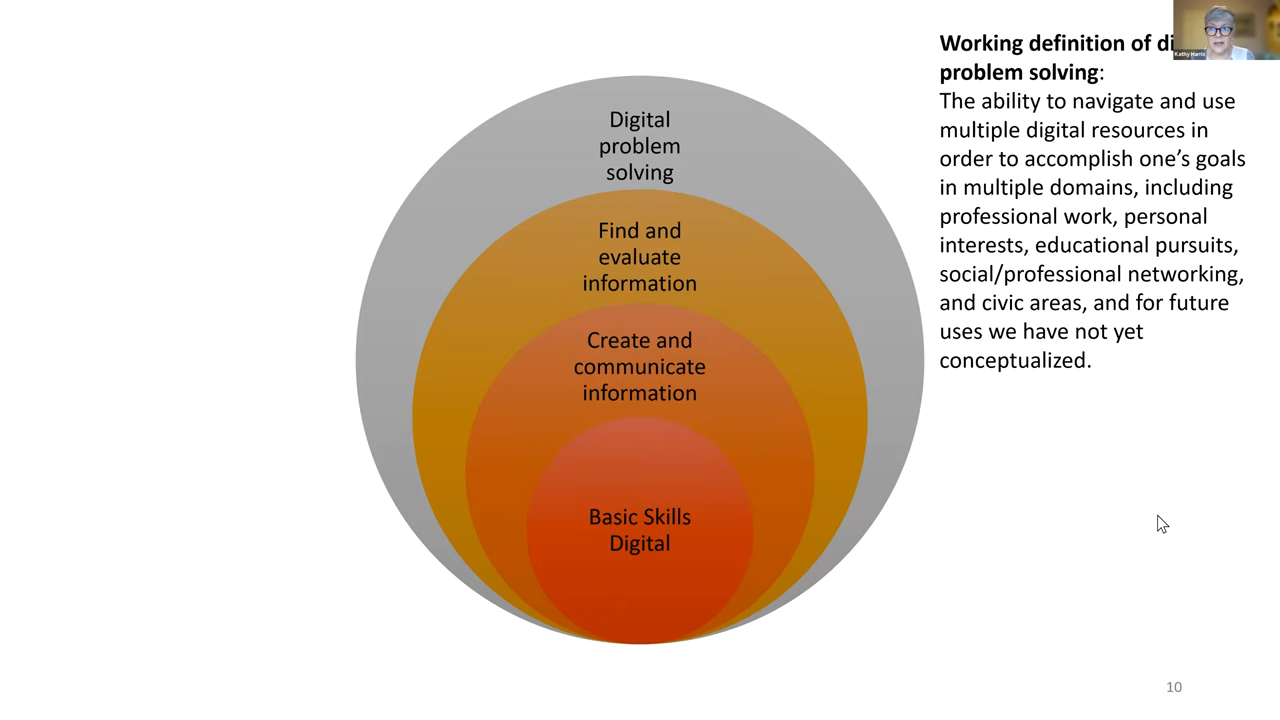 Digital
problem
solving
Find and
evaluate
information
Create and
communicate
information
Basic Skills
Digital
Working definition of
problem solving:
The ability to navigate and use
multiple digital resources in
order to accomplish one’s goals
in multiple domains, including
professional work, personal
interests, educational pursuits,
social/professional networking,
and civic areas, and for future
uses we have not yet
conceptualized.
Kathy Harris
10